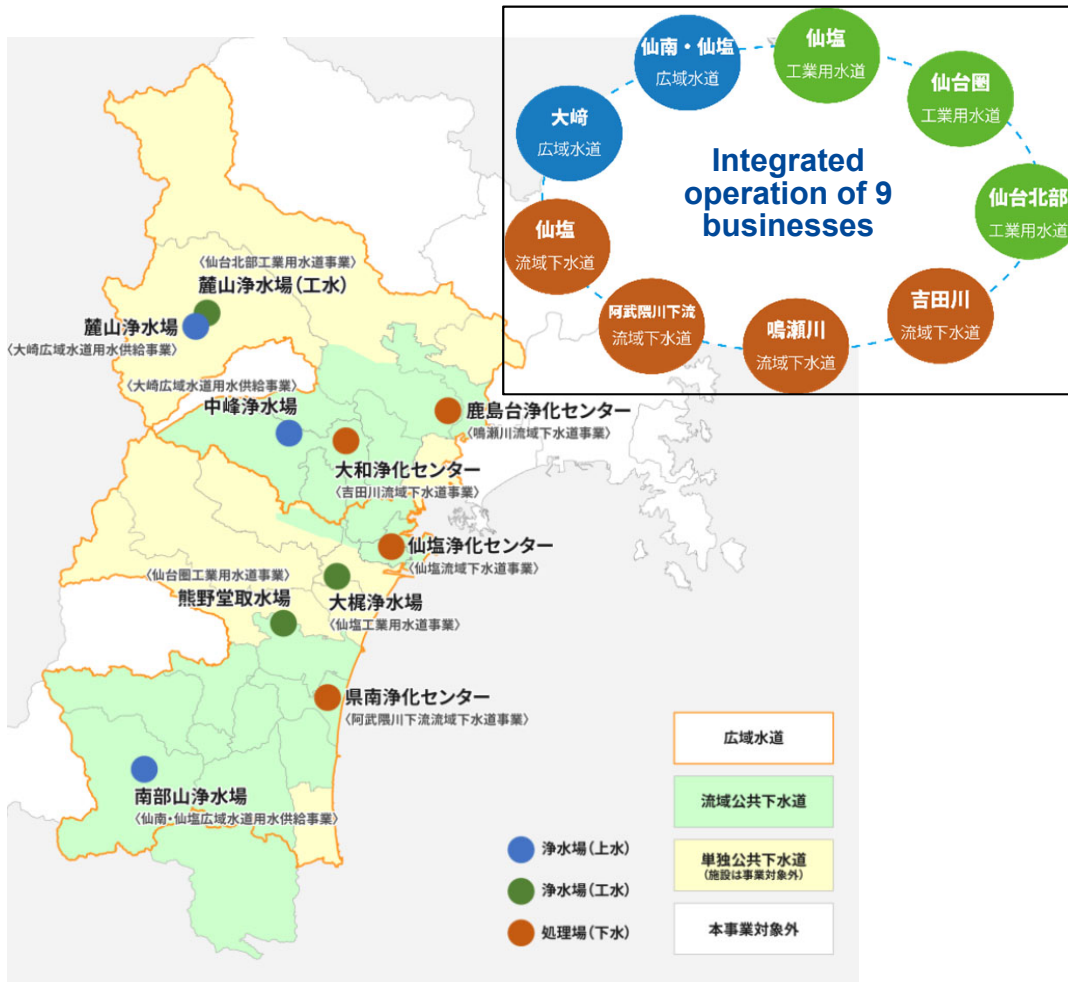 仙南・仙塩
広域水道
仙塩
工業用水道
仙台圏
工業用水道
大崎
広域水道
Integrated
operation of 9
businesses
仙台北部
工業用水道
仙塩
流域下水道
阿武隈川下流
流域下水道
鳴瀬川
流域下水道
吉田川
流域下水道
〈仙台北部工業用水道事業〉
麓山浄水場(工水)
麓山浄水場
〈大崎広域水道用水供給事業〉
〈大崎広域水道用水供給事業〉
中峰浄水場
鹿島台浄化センター
〈鳴瀬川流域下水道事業〉
大和浄化センター
〈吉田川流域下水道事業〉
仙塩浄化センター
〈仙塩流域下水道事業〉
〈仙台圏工業用水道事業〉
熊野堂取水場
大梶浄水場
〈仙塩工業用水道事業〉
県南浄化センター
〈阿武隈川下流流域下水道事業〉
南部山浄水場
〈仙南・仙塩広域水道用水供給事業〉
浄水場(上水)
浄水場(工水)
処理場(下水)
広域水道
流域公共下水道
単独公共下水道
(施設は事業対象外)
本事業対象外